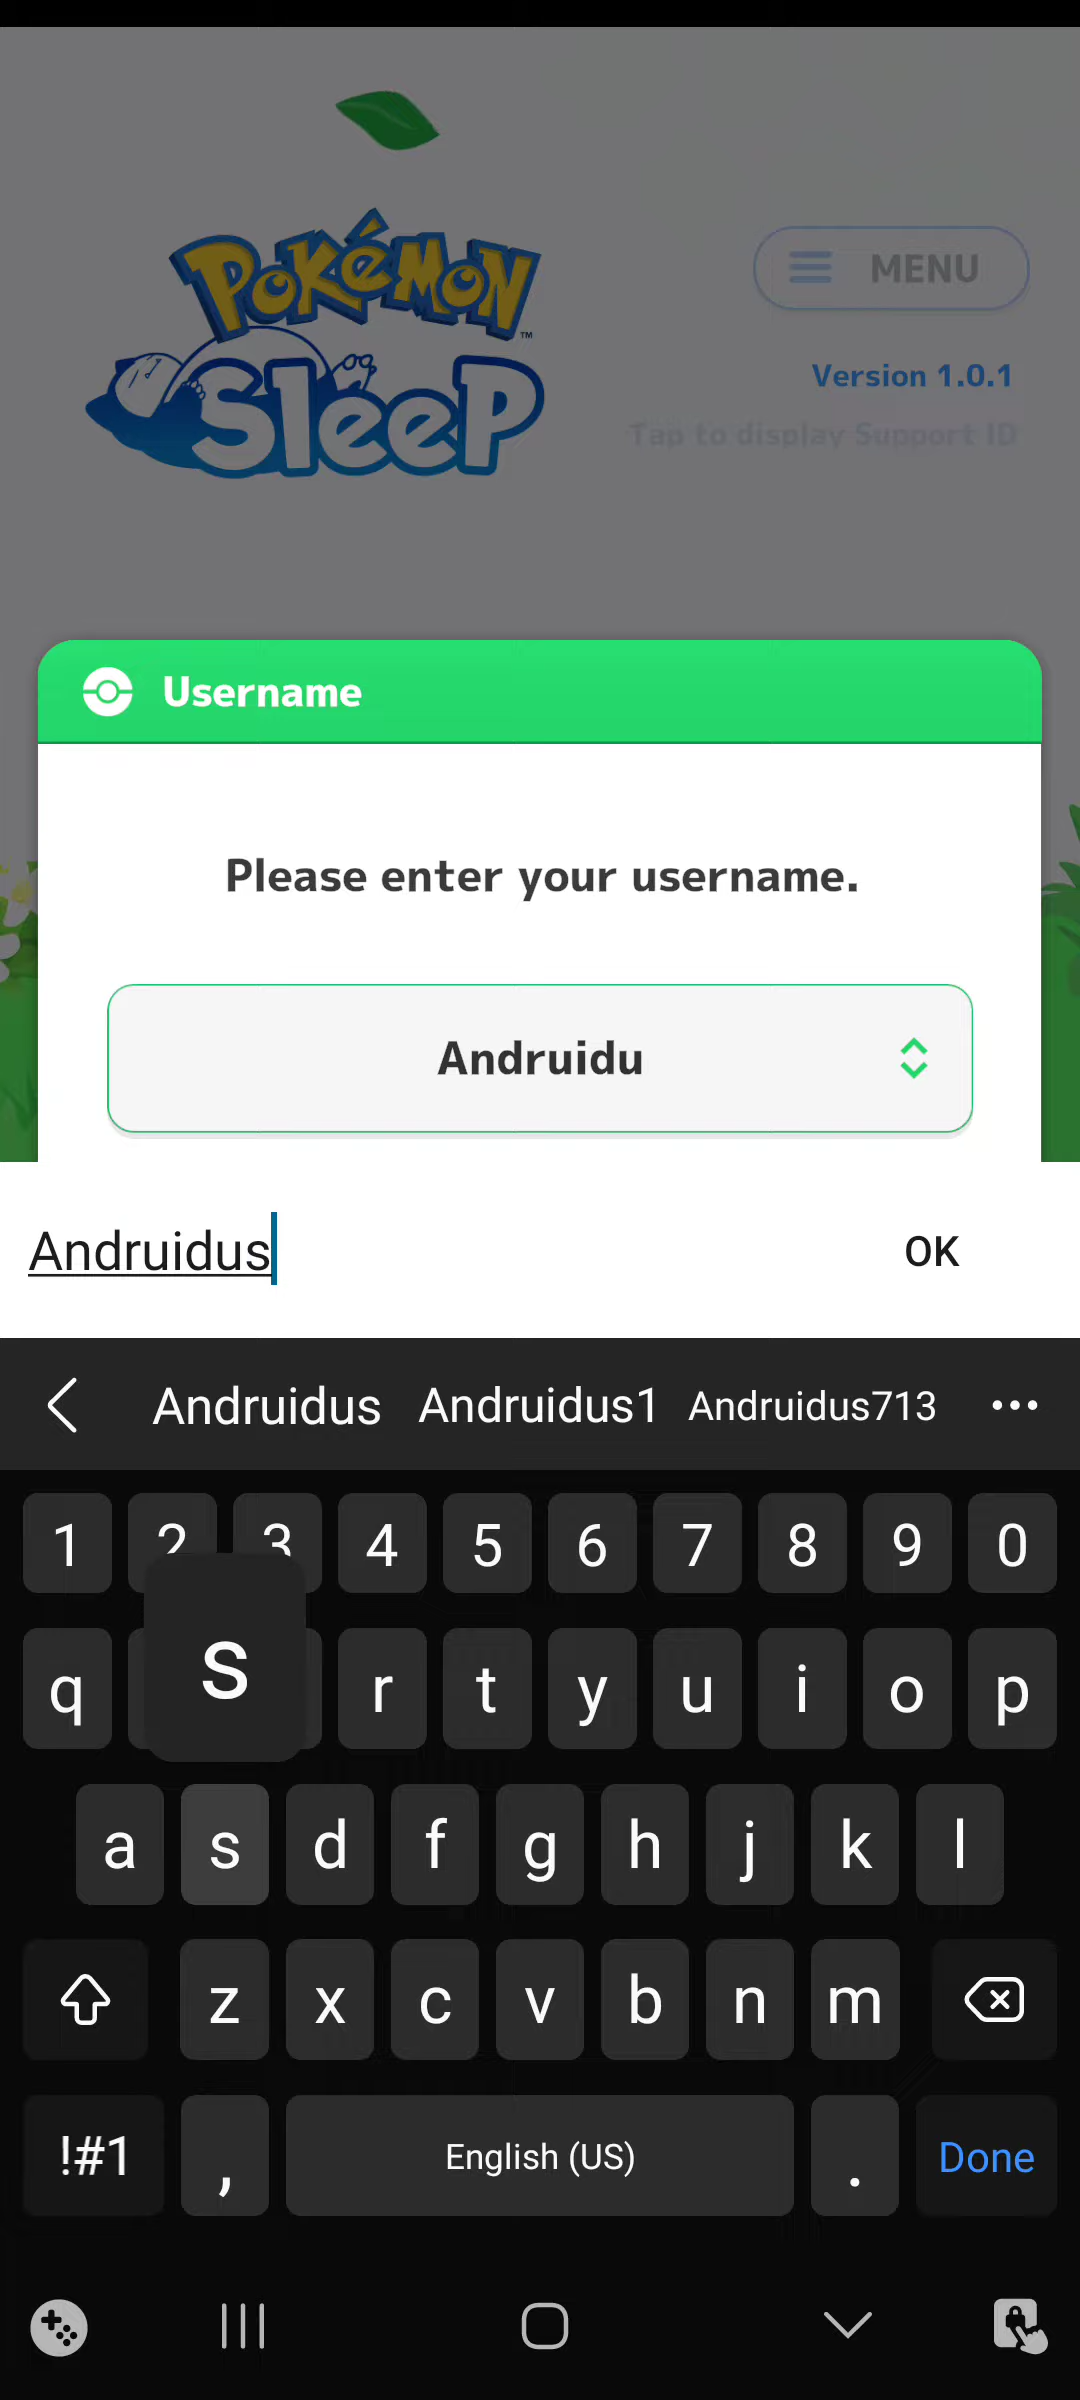 Pokémon
™
Sleep
MENU
Version 1.0.1
Tap to display Support ID
Username
Please enter your username.
Andruidu
Andruidus
OK
Andruidus Andruidus1 Andruidus713
1 2 3 4 5 6 7 8 9 0
s
q r t y u i o p
a s d f g h j k l
z x c v b n m
!#1 , English (US) . Done